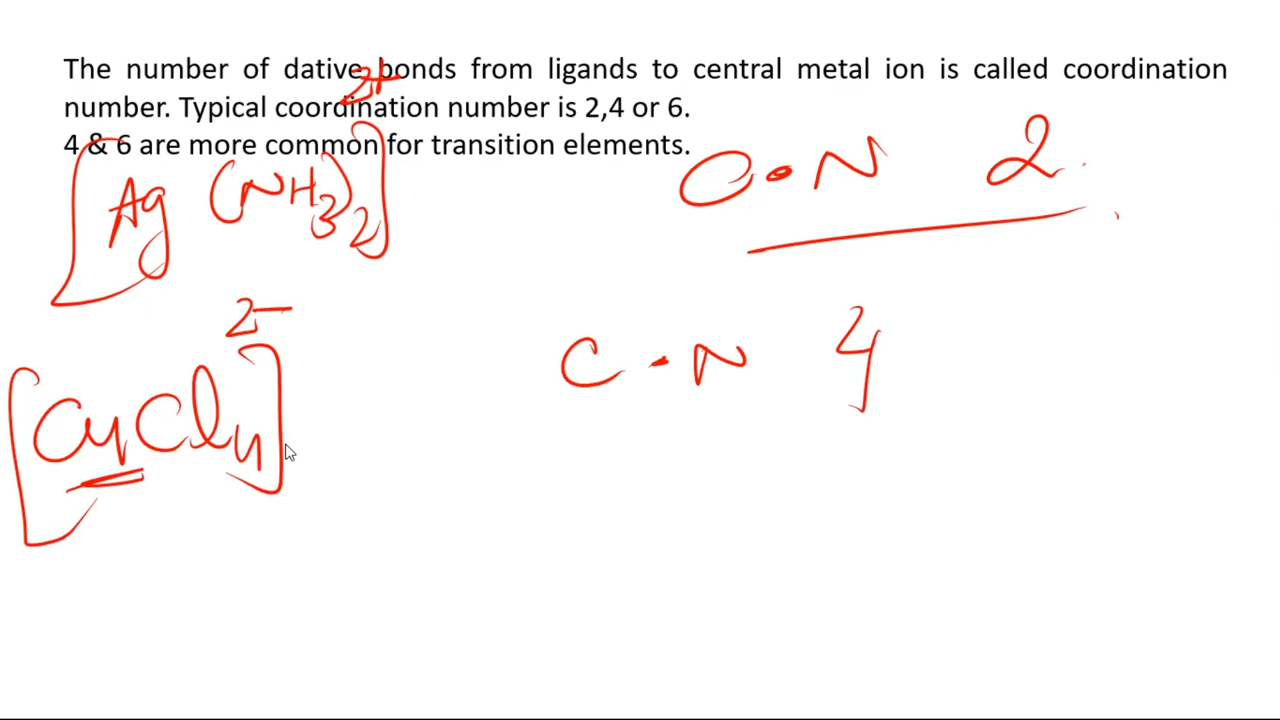 The number of dative bonds from ligands to central metal ion is called coordination
number. Typical coordination number is 2,4 or 6.
4 & 6 are more common for transition elements.
[Ag (NH3)2]2+ C.N 2
[CuCl4]2- C.N 4